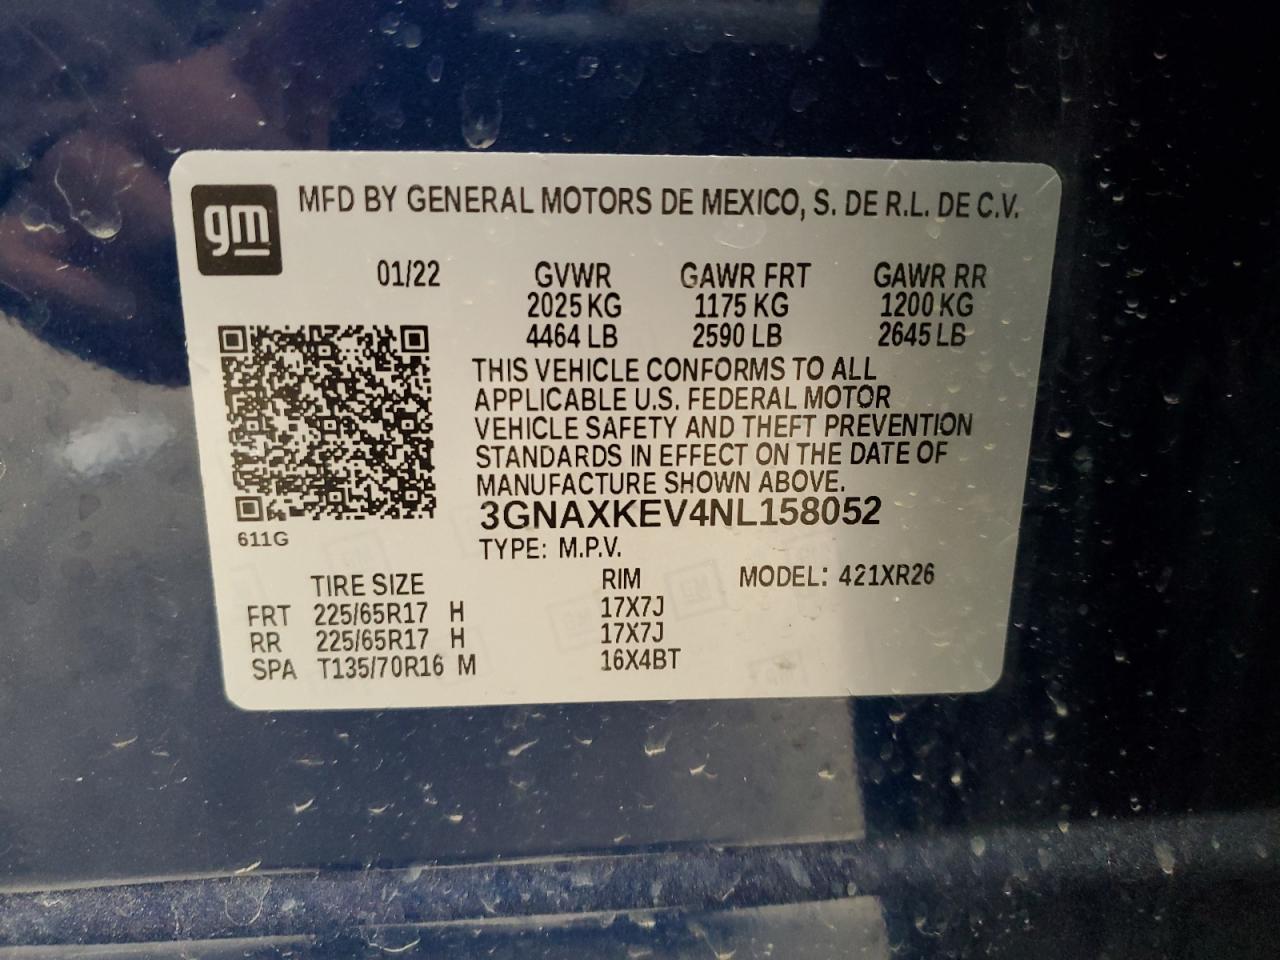 gm
MFD BY GENERAL MOTORS DE MEXICO, S. DE R.L. DE C.V.
01/22 GVWR GAWR FRT GAWR RR
2025 KG 1175 KG 1200 KG
4464 LB 2590 LB 2645 LB
THIS VEHICLE CONFORMS TO ALL
APPLICABLE U.S. FEDERAL MOTOR
VEHICLE SAFETY AND THEFT PREVENTION
STANDARDS IN EFFECT ON THE DATE OF
MANUFACTURE SHOWN ABOVE.
3GNAXKEV4NL158052
611G
TYPE: M.P.V.
TIRE SIZE RIM MODEL: 421XR26
FRT 225/65R17 H 17X7J
RR 225/65R17 H 17X7J
SPA T135/70R16 M 16X4BT